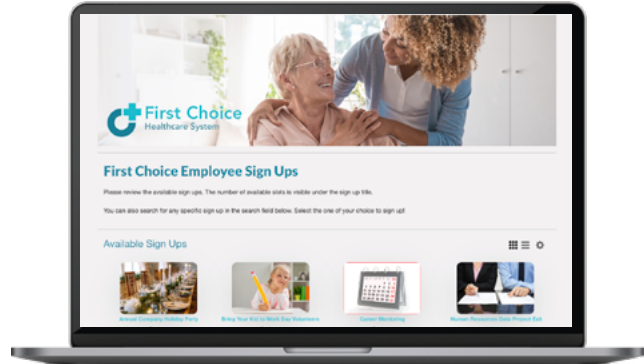 First Choice
Healthcare System
First Choice Employee Sign Ups
Please review the available sign ups. The number of available slots is visible under the sign up title.
You can also search for any specific sign up in the search field below. Select the one of your choice to sign up!
Available Sign Ups
Annual Company Holiday Party
Bring Your Kid to Work Day Volunteers
Career Mentoring
Human Resources Data Project Exit